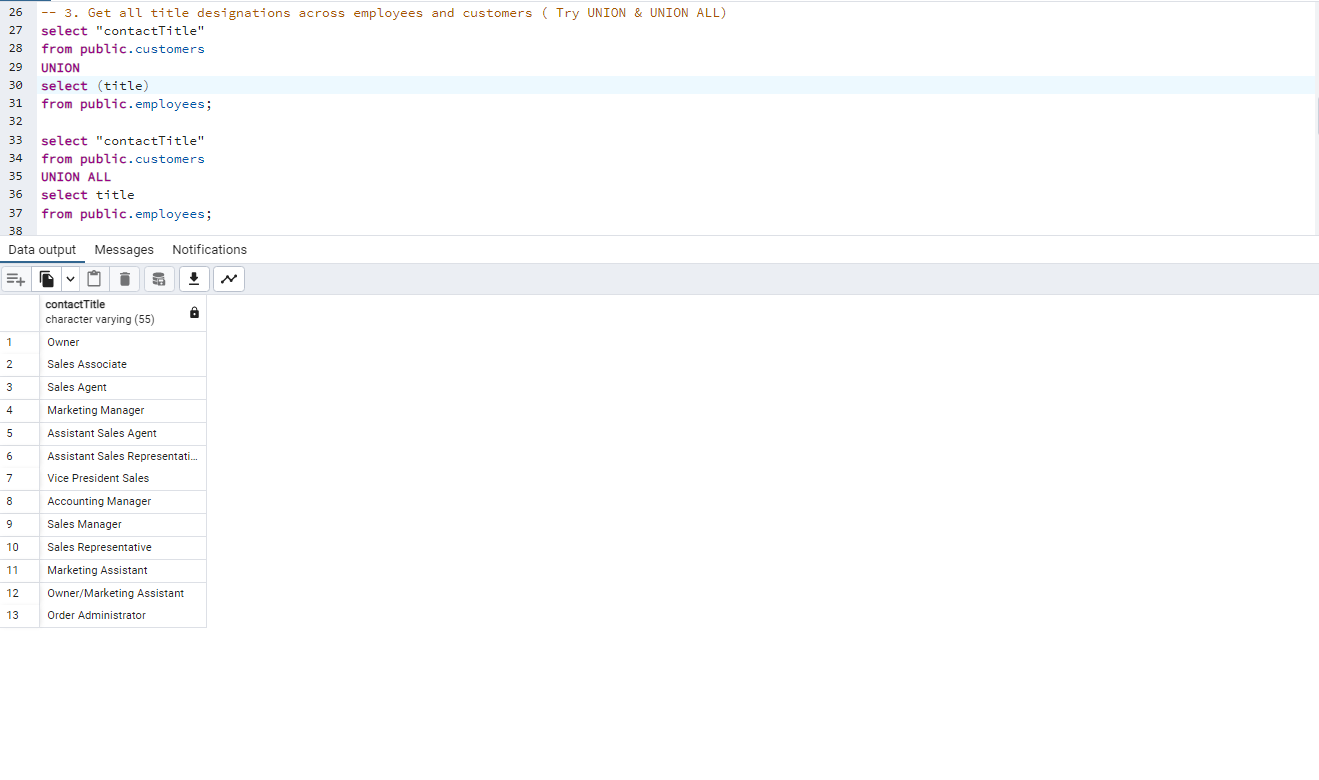 26 -- 3. Get all title designations across employees and customers ( Try UNION & UNION ALL)
27 select "contactTitle"
28 from public.customers
29 UNION
30 select (title)
31 from public.employees;
32
33 select "contactTitle"
34 from public.customers
35 UNION ALL
36 select title
37 from public.employees;
38
Data output Messages Notifications
contactTitle
character varying (55)
1 Owner
2 Sales Associate
3 Sales Agent
4 Marketing Manager
5 Assistant Sales Agent
6 Assistant Sales Representati...
7 Vice President Sales
8 Accounting Manager
9 Sales Manager
10 Sales Representative
11 Marketing Assistant
12 Owner/Marketing Assistant
13 Order Administrator